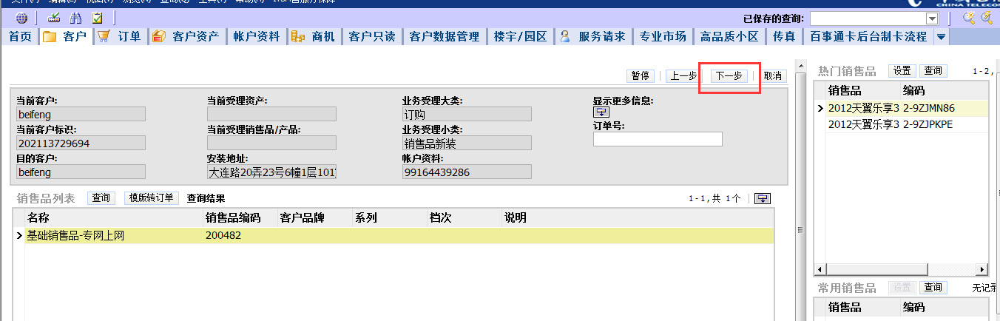 已保存的查询:
首页 客户 订单 客户资产 帐户资料 商机 客户只读 客户数据管理 楼宇/园区 服务请求 专业市场 高品质小区 传真 百事通卡后台制卡流程
暂停 上一步 下一步 取消
当前客户: 当前受理资产: 业务受理大类: 显示更多信息:
beifeng 订购
当前客户标识: 当前受理销售品/产品: 业务受理小类: 订单号:
202113729694 销售品新装
目的客户: 安装地址: 帐户资料:
beifeng 大连路20弄23号6幢1层101 99164439286
销售品列表 查询 模版转订单 查询结果 1-1,共 1个
名称 销售品编码 客户品牌 系列 档次 说明
基础销售品-专网上网 200482
热门销售品 设置 查询 1-2,
销售品 编码
2012天翼乐享3 2-9ZJMN86
2012天翼乐享3 2-9ZJPKPE
常用销售品 设置 查询 无记录
销售品 编码
CHINA TELECO